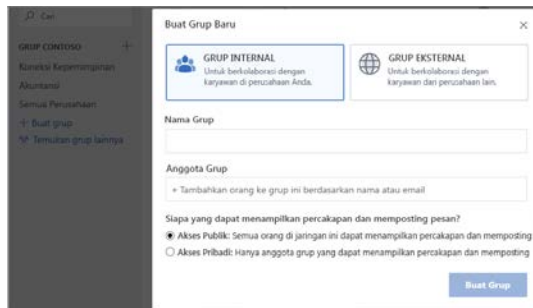 Cari
GRUP CONTOSO
Koneksi Kepemimpinan
Akuntansi
Semua Perusahaan
+ Buat grup
Temukan grup lainnya
Buat Grup Baru
GRUP INTERNAL
Untuk berkolaborasi dengan
karyawan di perusahaan Anda.
GRUP EKSTERNAL
Untuk berkolaborasi dengan
karyawan dari perusahaan lain.
Nama Grup
Anggota Grup
+ Tambahkan orang ke grup ini berdasarkan nama atau email
Siapa yang dapat menampilkan percakapan dan memposting pesan?
Akses Publik: Semua orang di jaringan ini dapat menampilkan percakapan dan memposting
Akses Pribadi: Hanya anggota grup yang dapat menampilkan percakapan dan memposting
Buat Grup